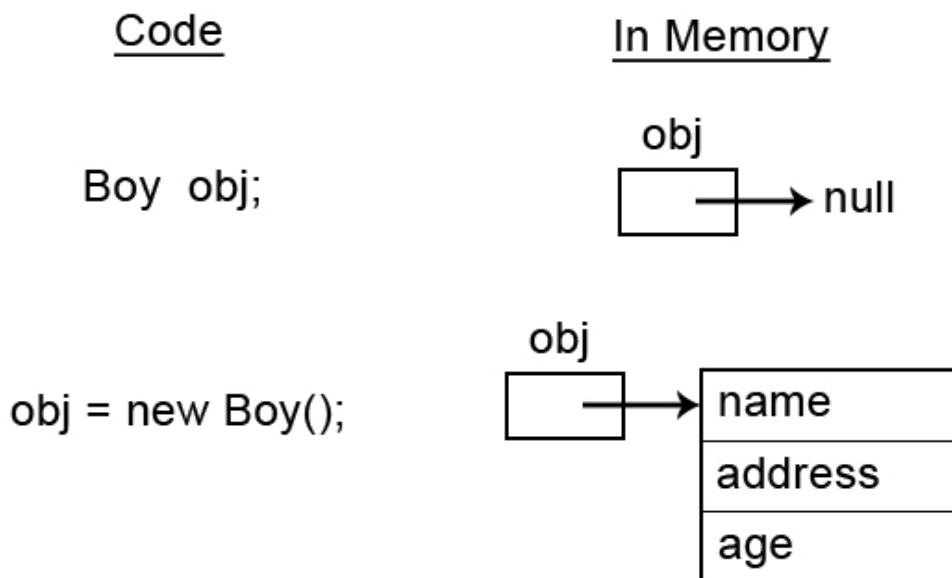 Code
In Memory
obj
Boy obj;
null
obj
obj = new Boy();
name
address
age